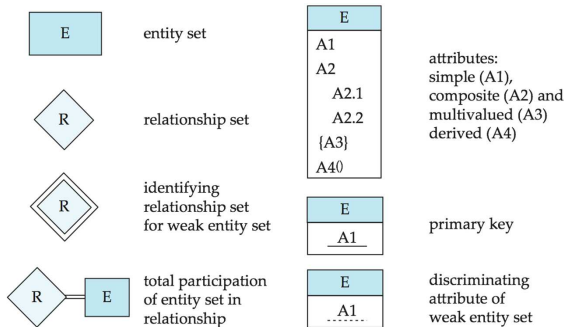 E
entity set
R
relationship set
R
identifying
relationship set
for weak entity set
R
E
total participation
of entity set in
relationship
E
A1
A2
A2.1
A2.2
{A3}
A4()
attributes:
simple (A1),
composite (A2) and
multivalued (A3)
derived (A4)
E
A1
primary key
E
A1
discriminating
attribute of
weak entity set